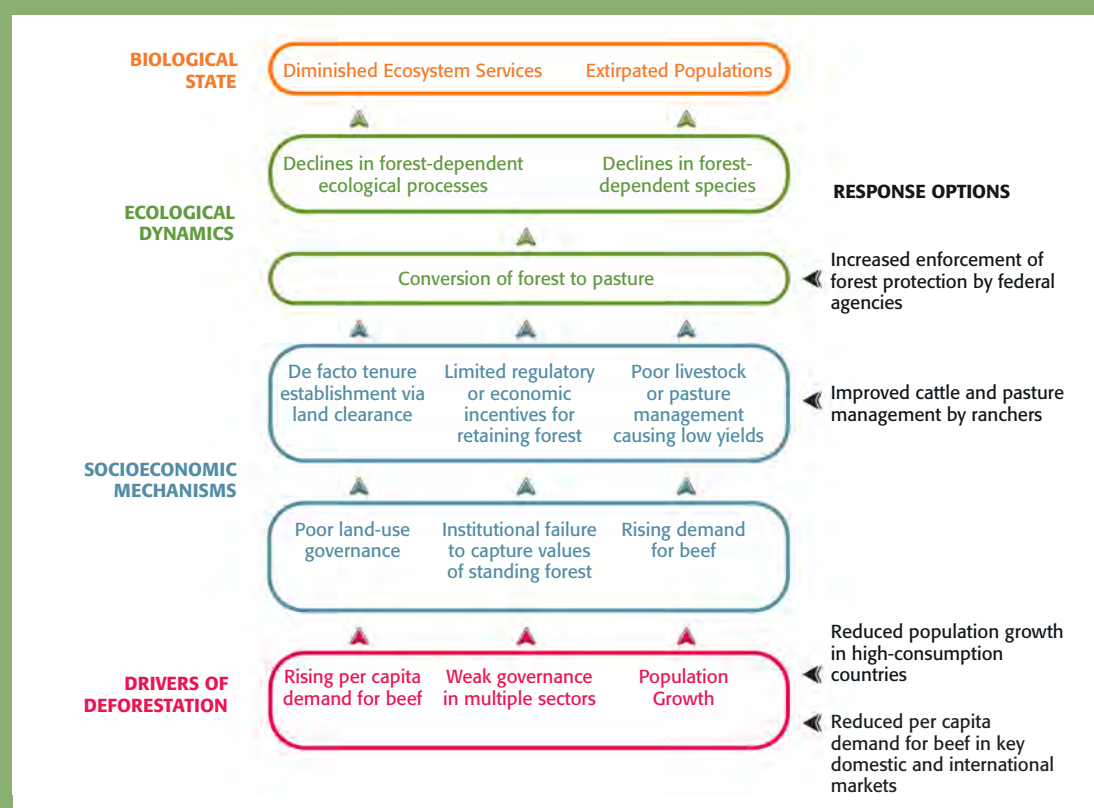 BIOLOGICAL
STATE
Diminished Ecosystem Services
Extirpated Populations
ECOLOGICAL
DYNAMICS
Declines in forest-dependent
ecological processes
Declines in forest-
dependent species
Conversion of forest to pasture
SOCIOECONOMIC
MECHANISMS
De facto tenure
establishment via
land clearance
Limited regulatory
or economic
incentives for
retaining forest
Poor livestock
or pasture
management
causing low yields
Poor land-use
governance
Institutional failure
to capture values
of standing forest
Rising demand
for beef
DRIVERS OF
DEFORESTATION
Rising per capita
demand for beef
Weak governance
in multiple sectors
Population
Growth
RESPONSE OPTIONS
Increased enforcement of
forest protection by federal
agencies
Improved cattle and pasture
management by ranchers
Reduced population growth
in high-consumption
countries
Reduced per capita
demand for beef in key
domestic and international
markets